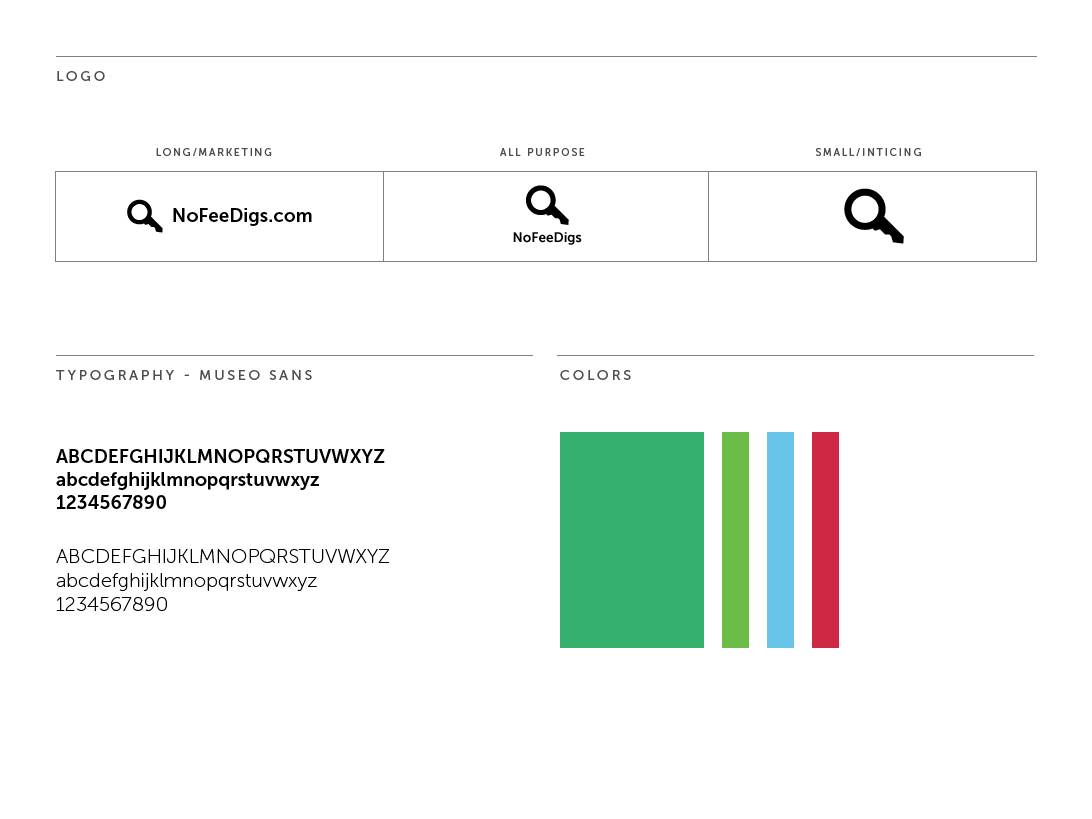 LOGO
LONG/MARKETING
ALL PURPOSE
SMALL/INTICING
NoFeeDigs.com
NoFeeDigs
TYPOGRAPHY - MUSEO SANS
COLORS
ABCDEFGHIJKLMNOPQRSTUVWXYZ
abcdefghijklmnopqrstuvwxyz
1234567890
ABCDEFGHIJKLMNOPQRSTUVWXYZ
abcdefghijklmnopqrstuvwxyz
1234567890